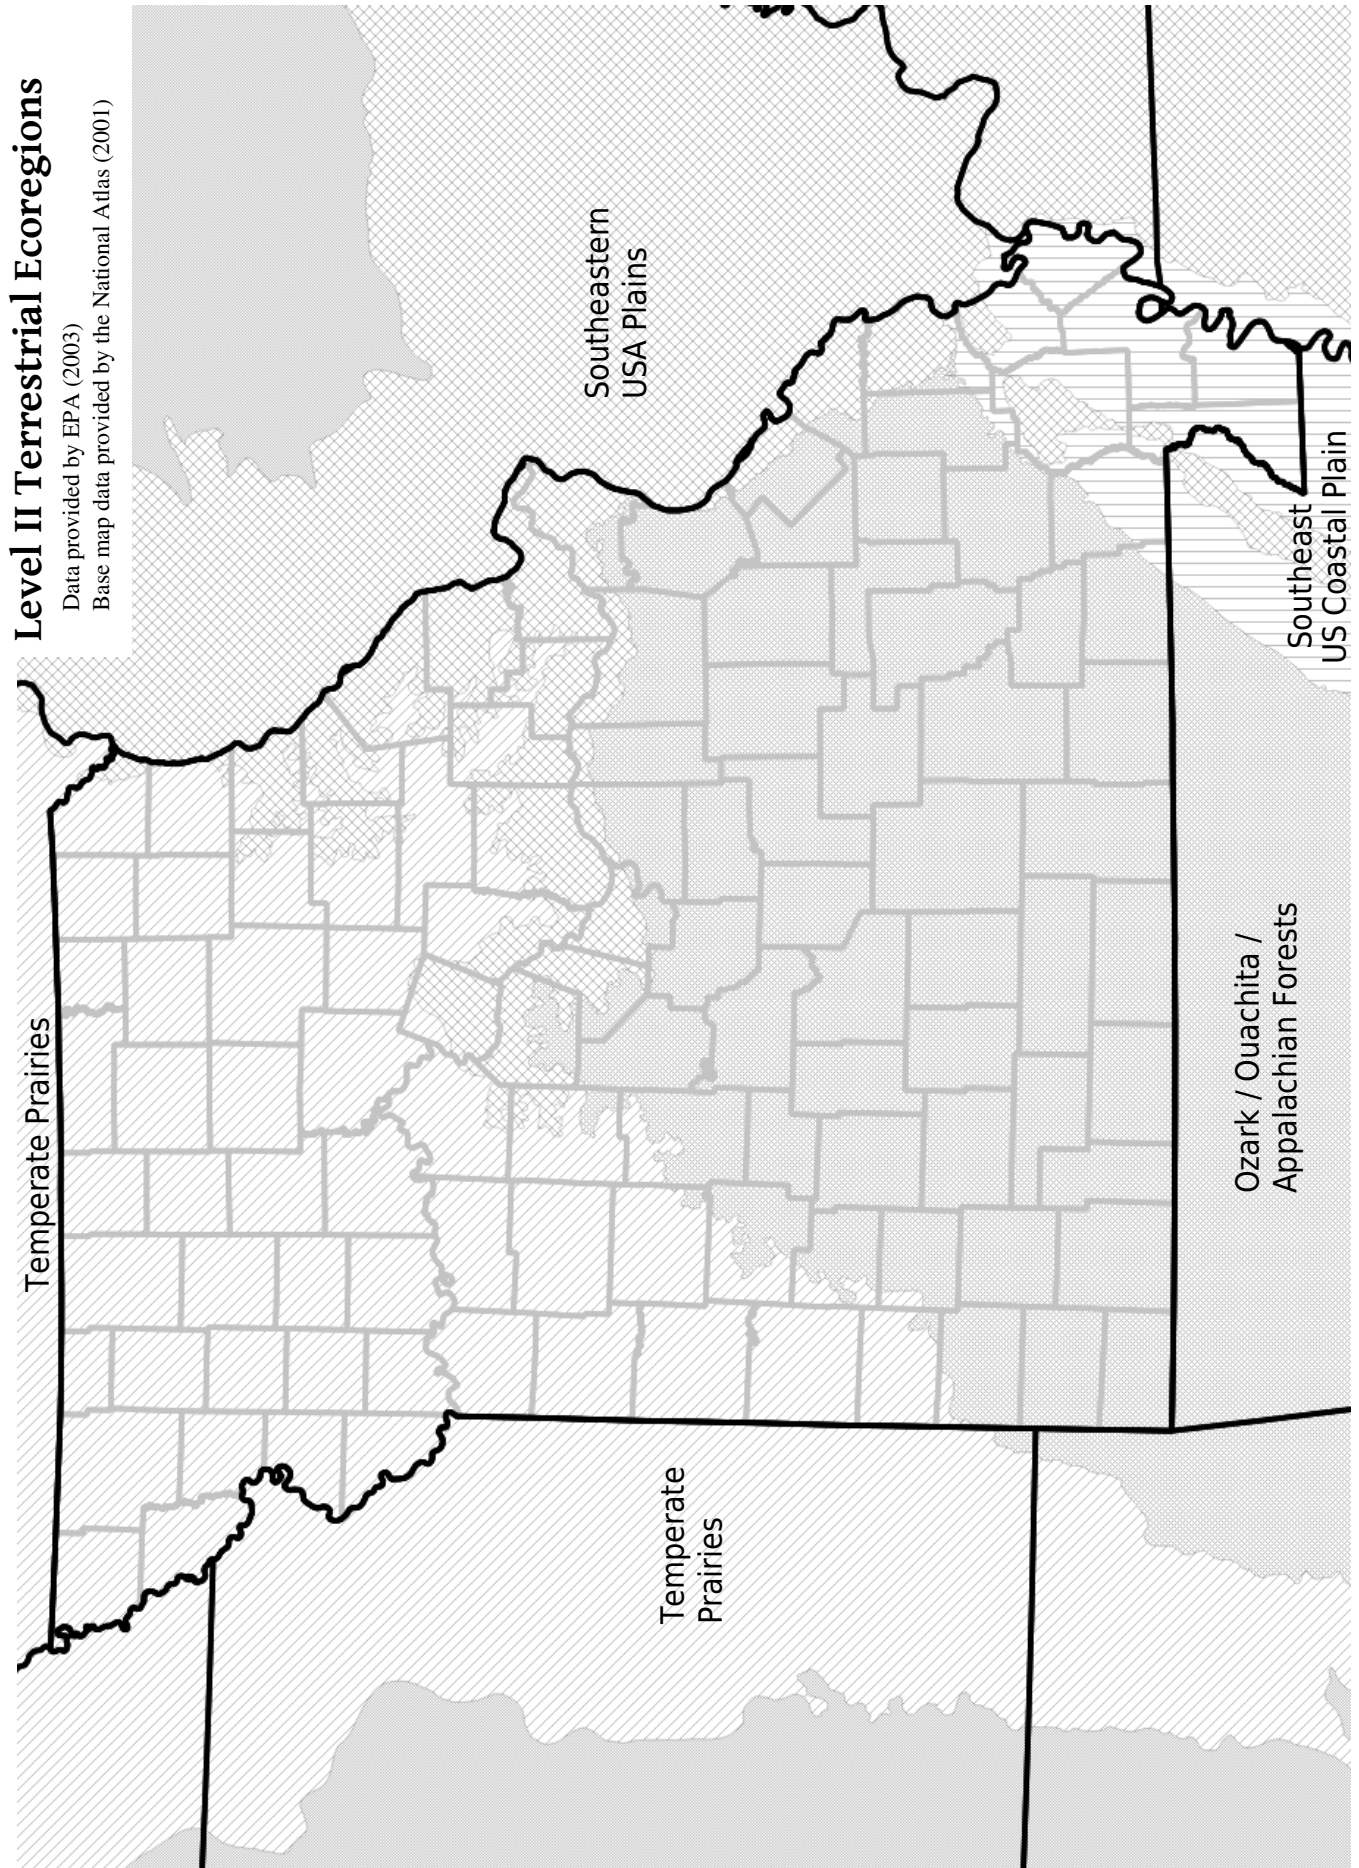 Level II Terrestrial Ecoregions
Data provided by EPA (2003)
Base map data provided by the National Atlas (2001)
Temperate Prairies
Southeastern
USA Plains
Temperate
Prairies
Ozark / Ouachita /
Appalachian Forests
Southeast
US Coastal Plain